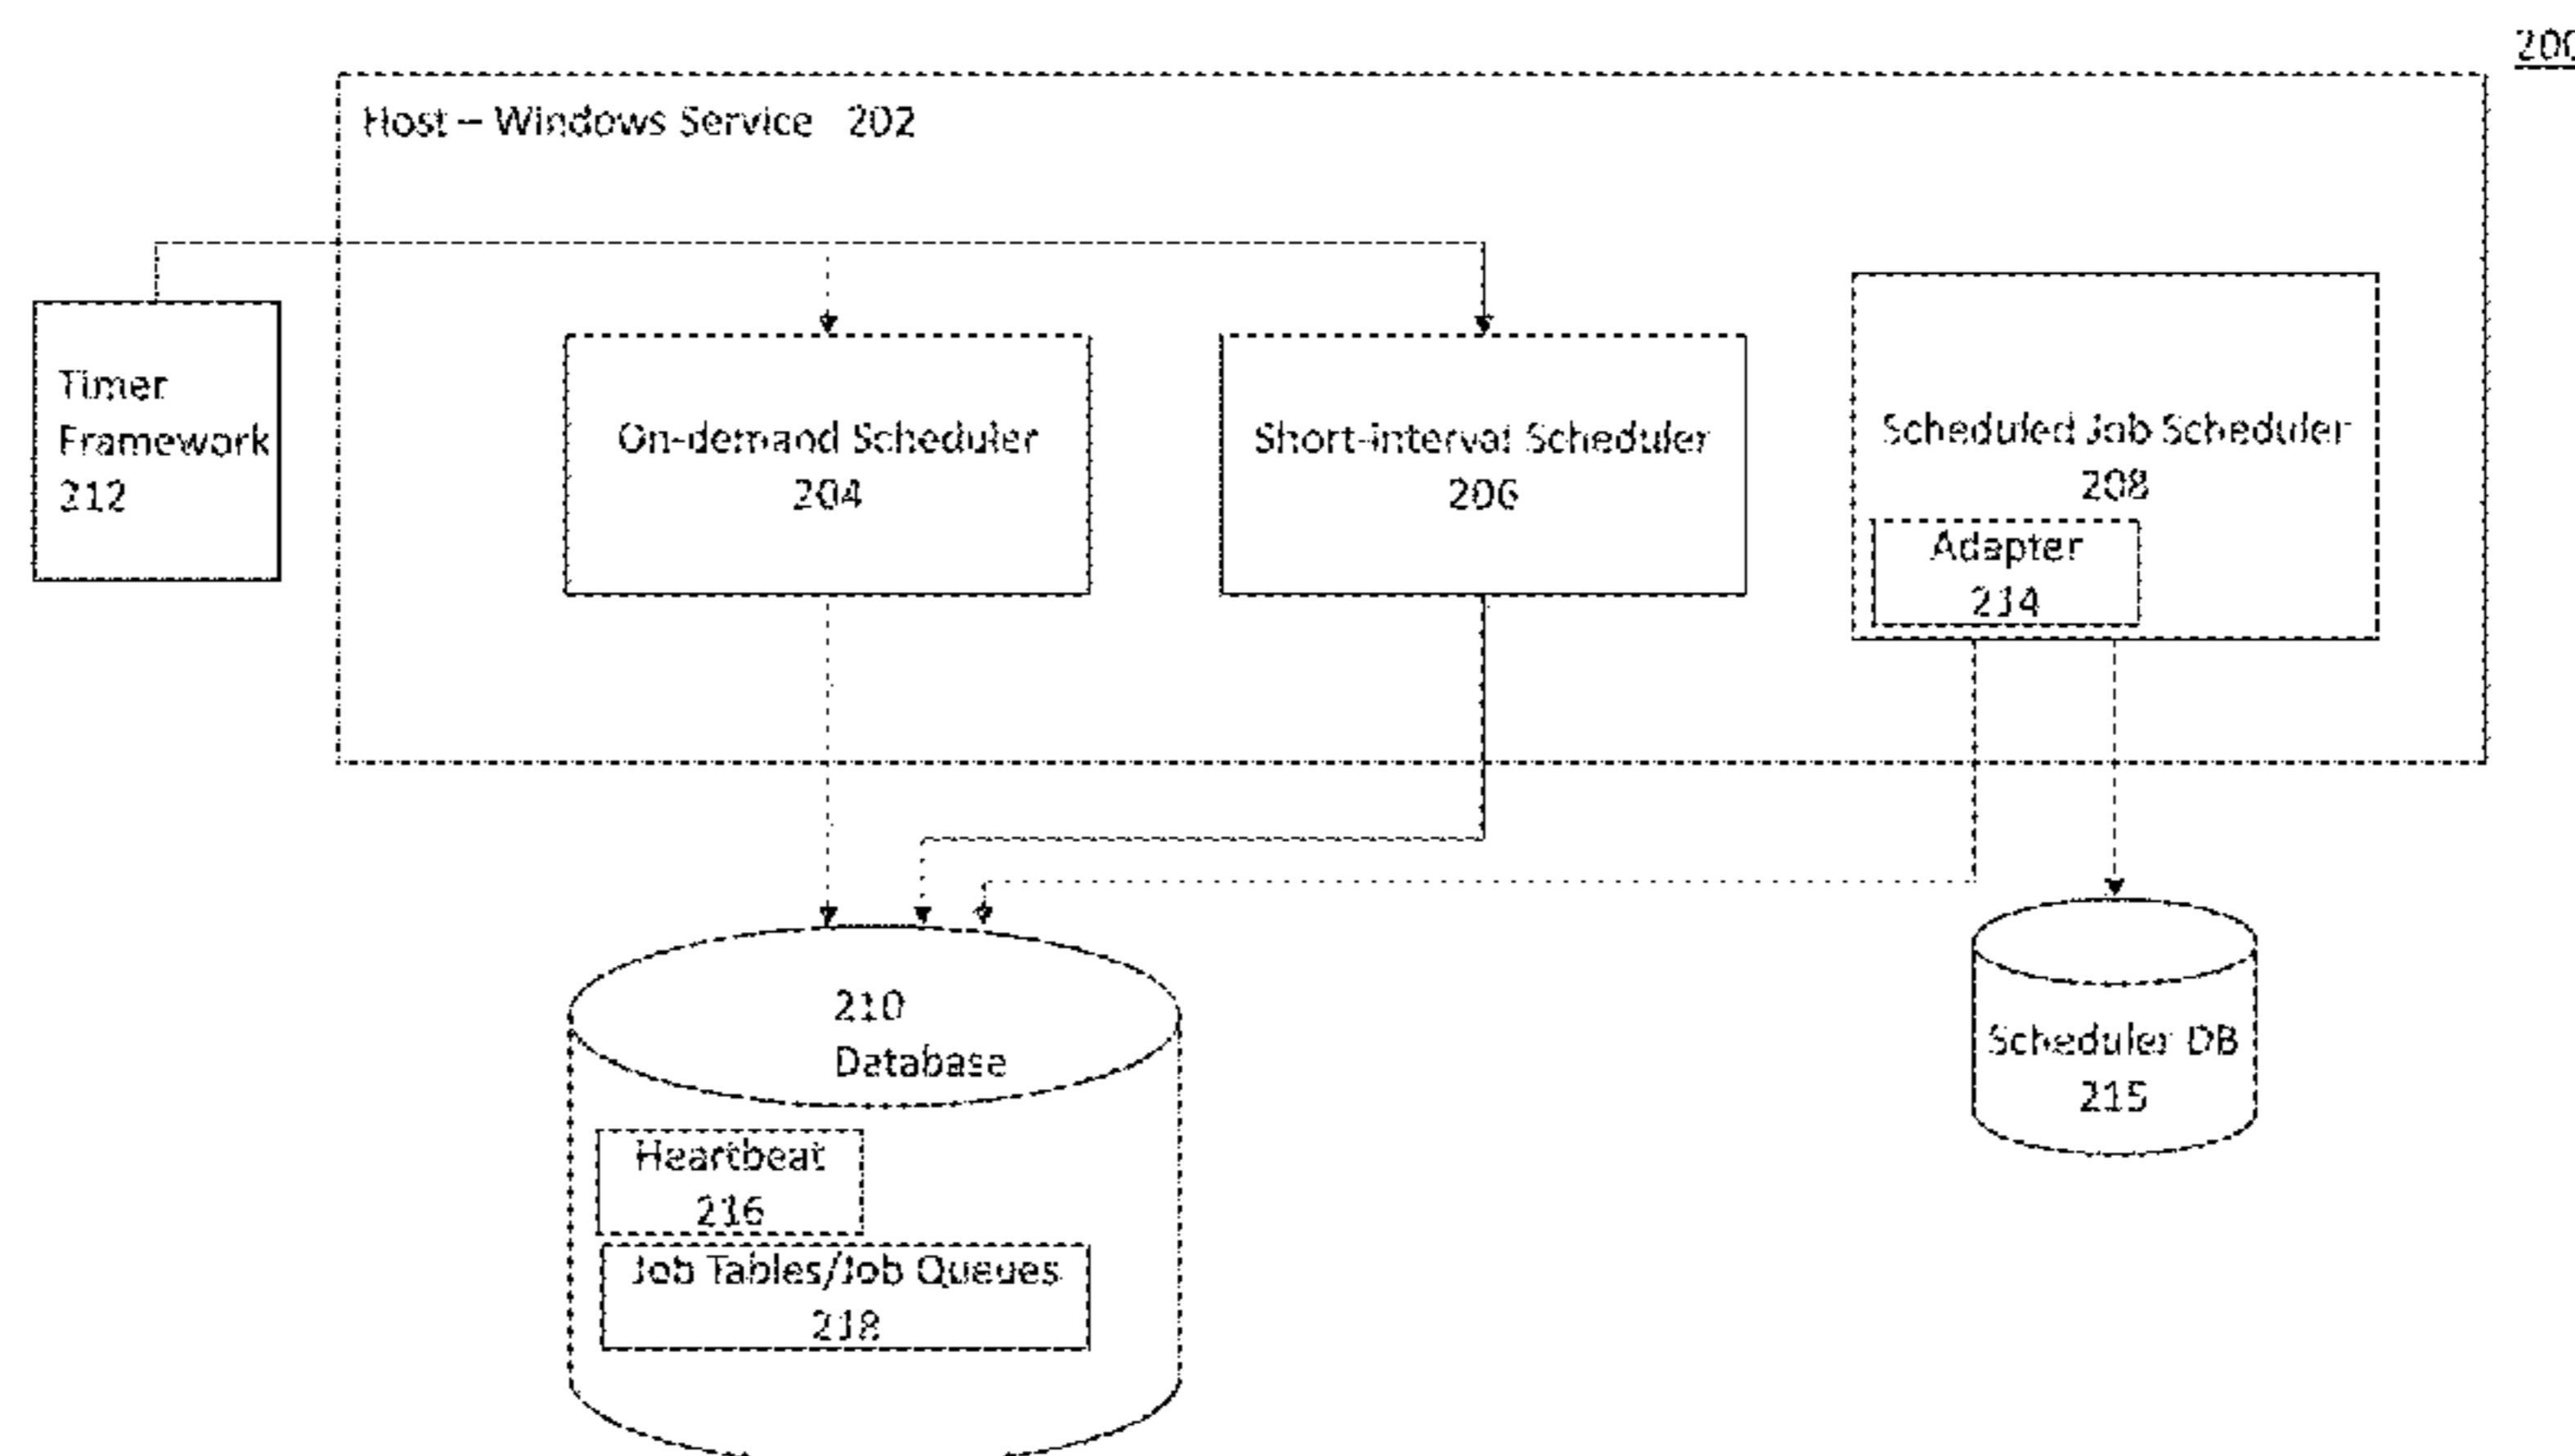 200
Host – Windows Service 202
Timer
Framework
212
On-demand Scheduler
204
Short-interval Scheduler
206
Scheduled Job Scheduler
208
Adapter
214
210
Database
Heartbeat
216
Job Tables/Job Queues
218
Scheduler DB
215